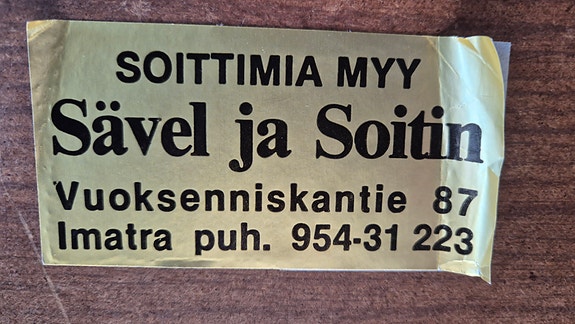 SOITTIMIA MYY
Sävel ja Soitin
Vuoksenniskantie 87
Imatra puh. 954-31 223